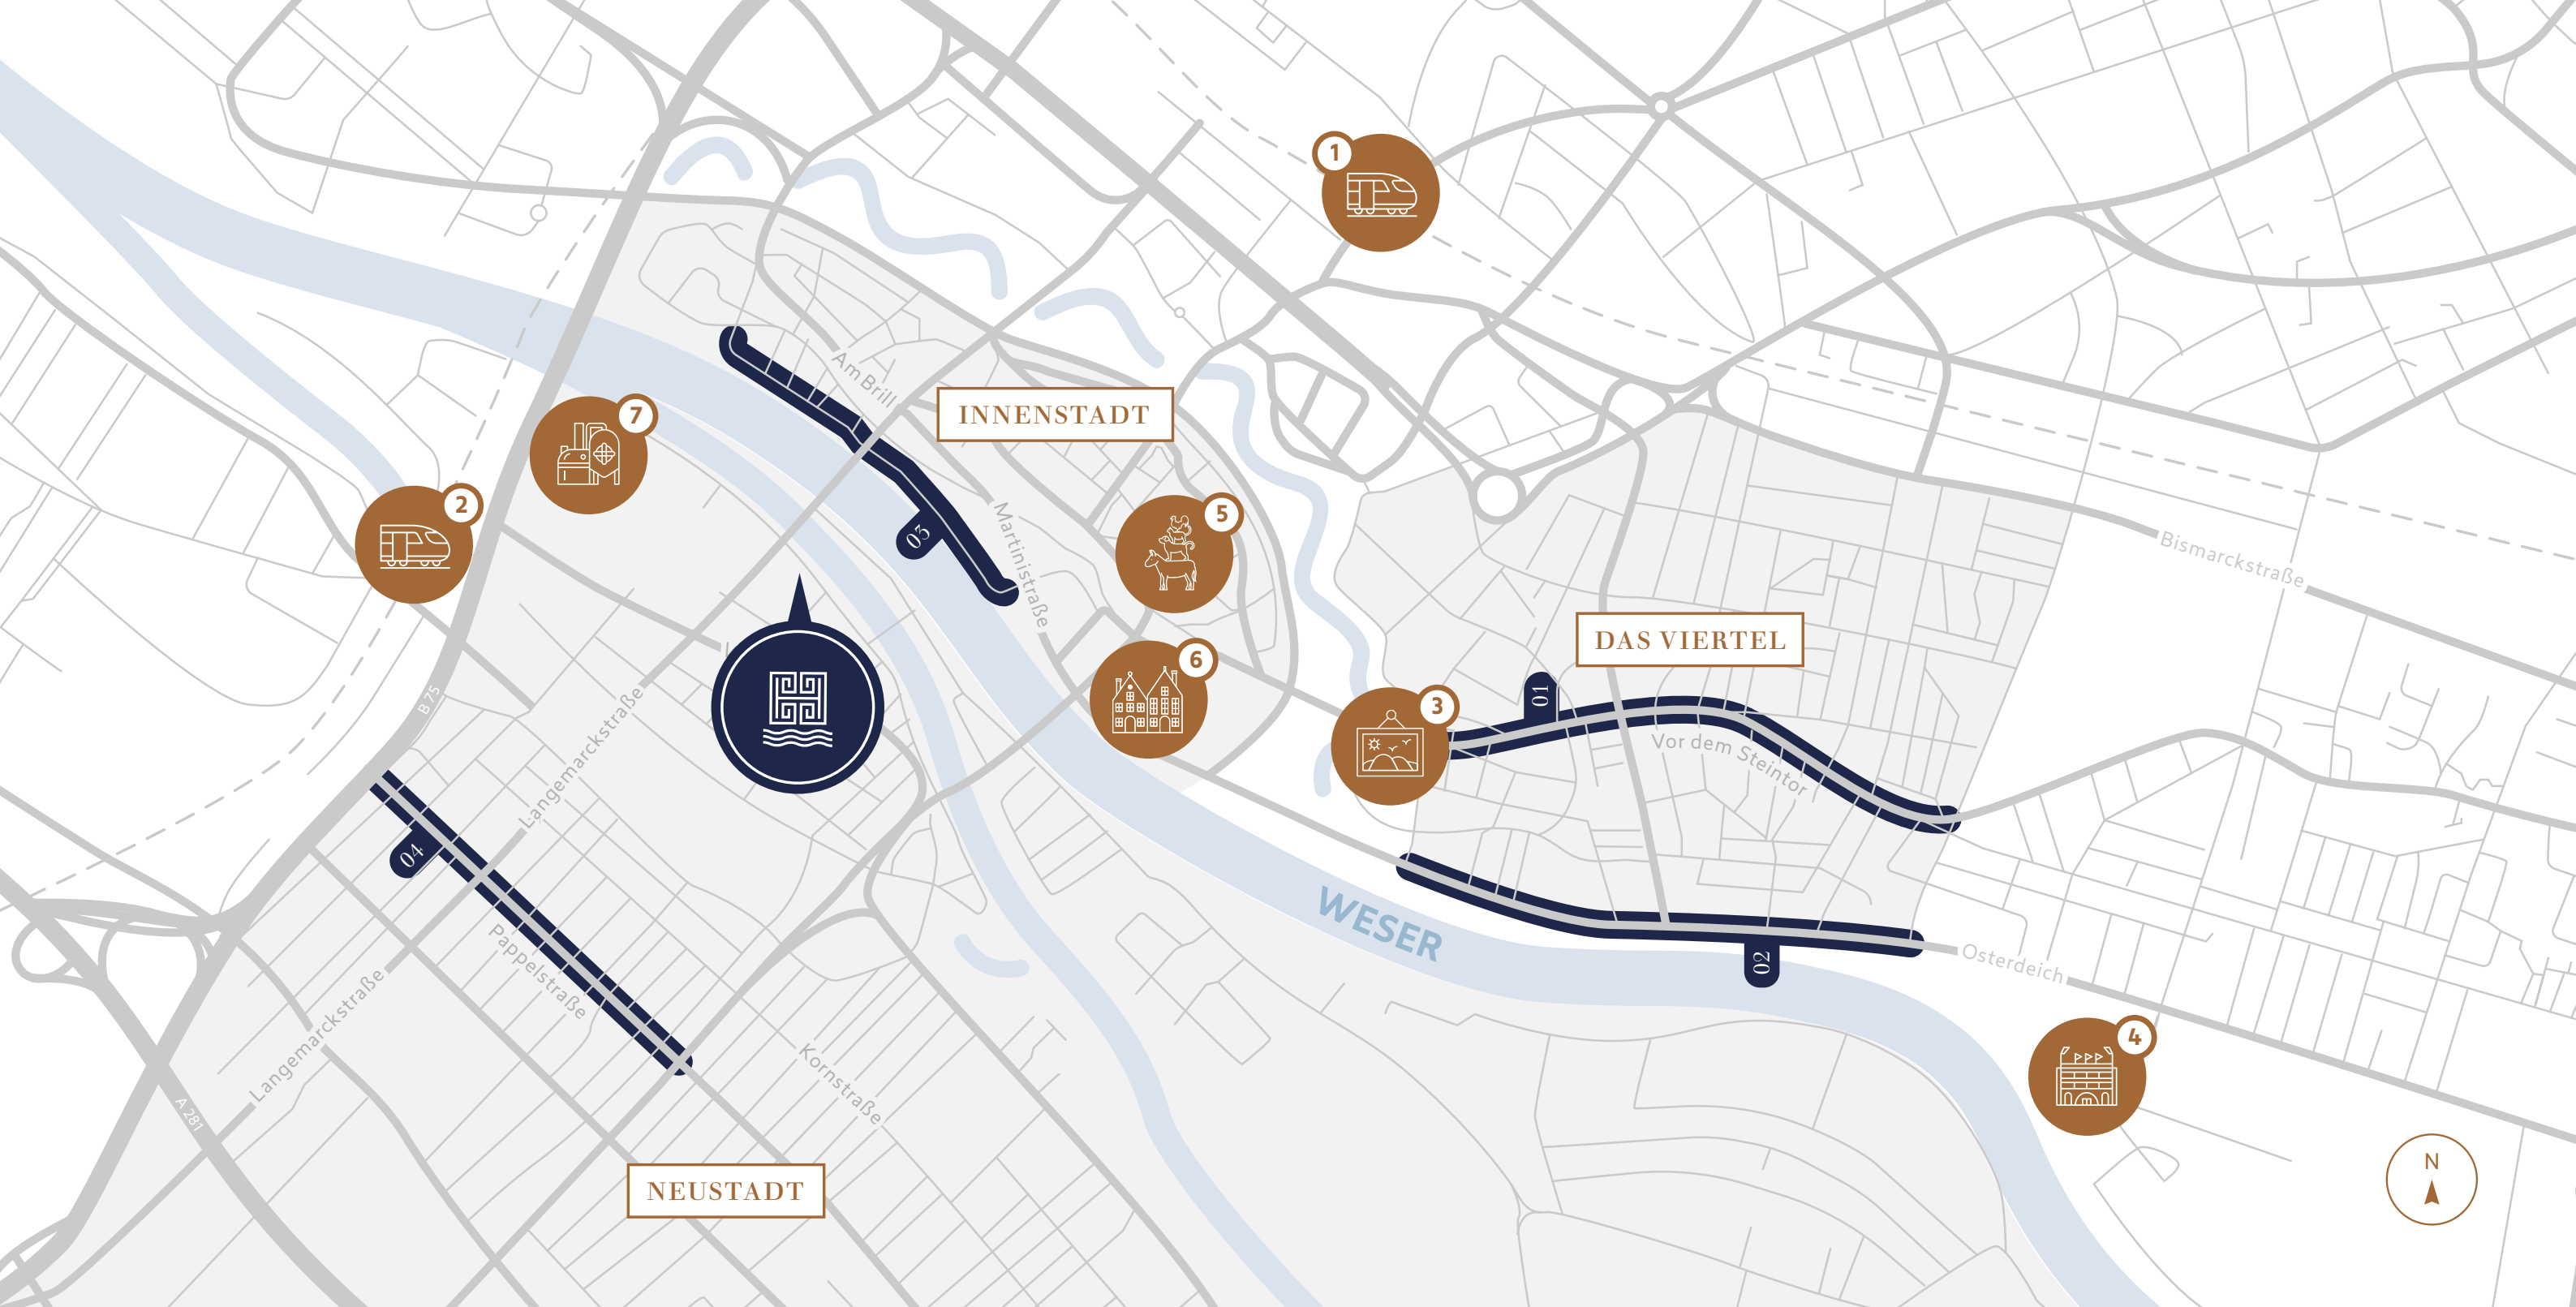 1
N
Am Brill
INNENSTADT
7
2
5
03
Martinistraße
Bismarckstraße
DAS VIERTEL
6
01
3
B 75
Langemarckstraße
Vor dem Steintor
04
WESER
Pappelstraße
02
Osterdeich
Langemarckstraße
4
Kornstraße
A 281
NEUSTADT